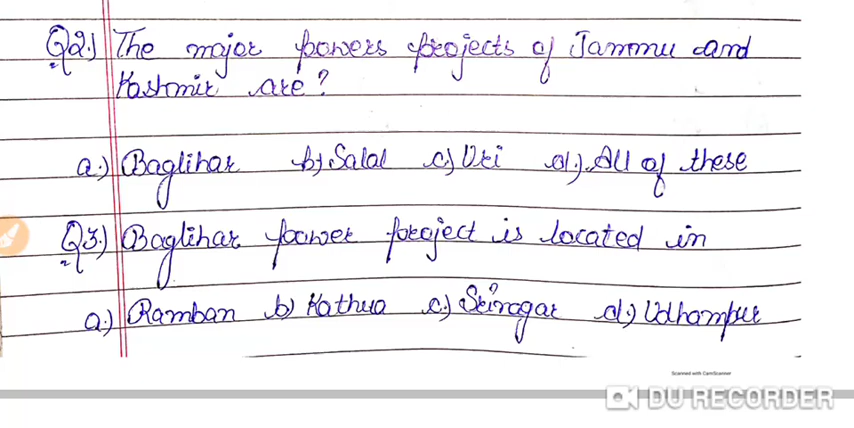 Q2.) The major powers projects of Jammu and
Kashmir are?
a.) Baglihar b) Salal c) Uri d). All of these
Q3.) Baglihar power project is located in
a.) Ramban b) Kathua c.) Srinagar d) Udhampur
Scanned with CamScanner
DU RECORDER